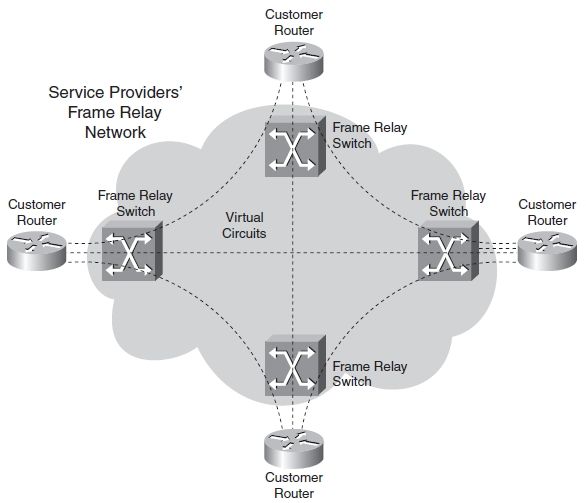 Customer
Router
Service Providers'
Frame Relay
Network
Frame Relay
Switch
Customer
Router
Frame Relay
Switch
Virtual
Circuits
Frame Relay
Switch
Customer
Router
Frame Relay
Switch
Customer
Router